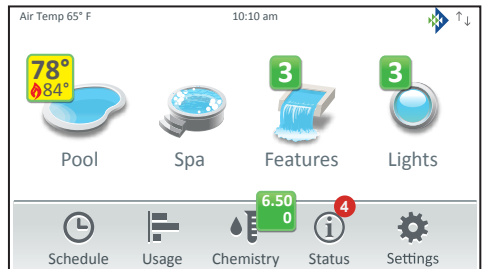 Air Temp 65° F 10:10 am
78°
84°
3
3
Pool Spa Features Lights
6.50
0
4
Schedule Usage Chemistry Status Settings